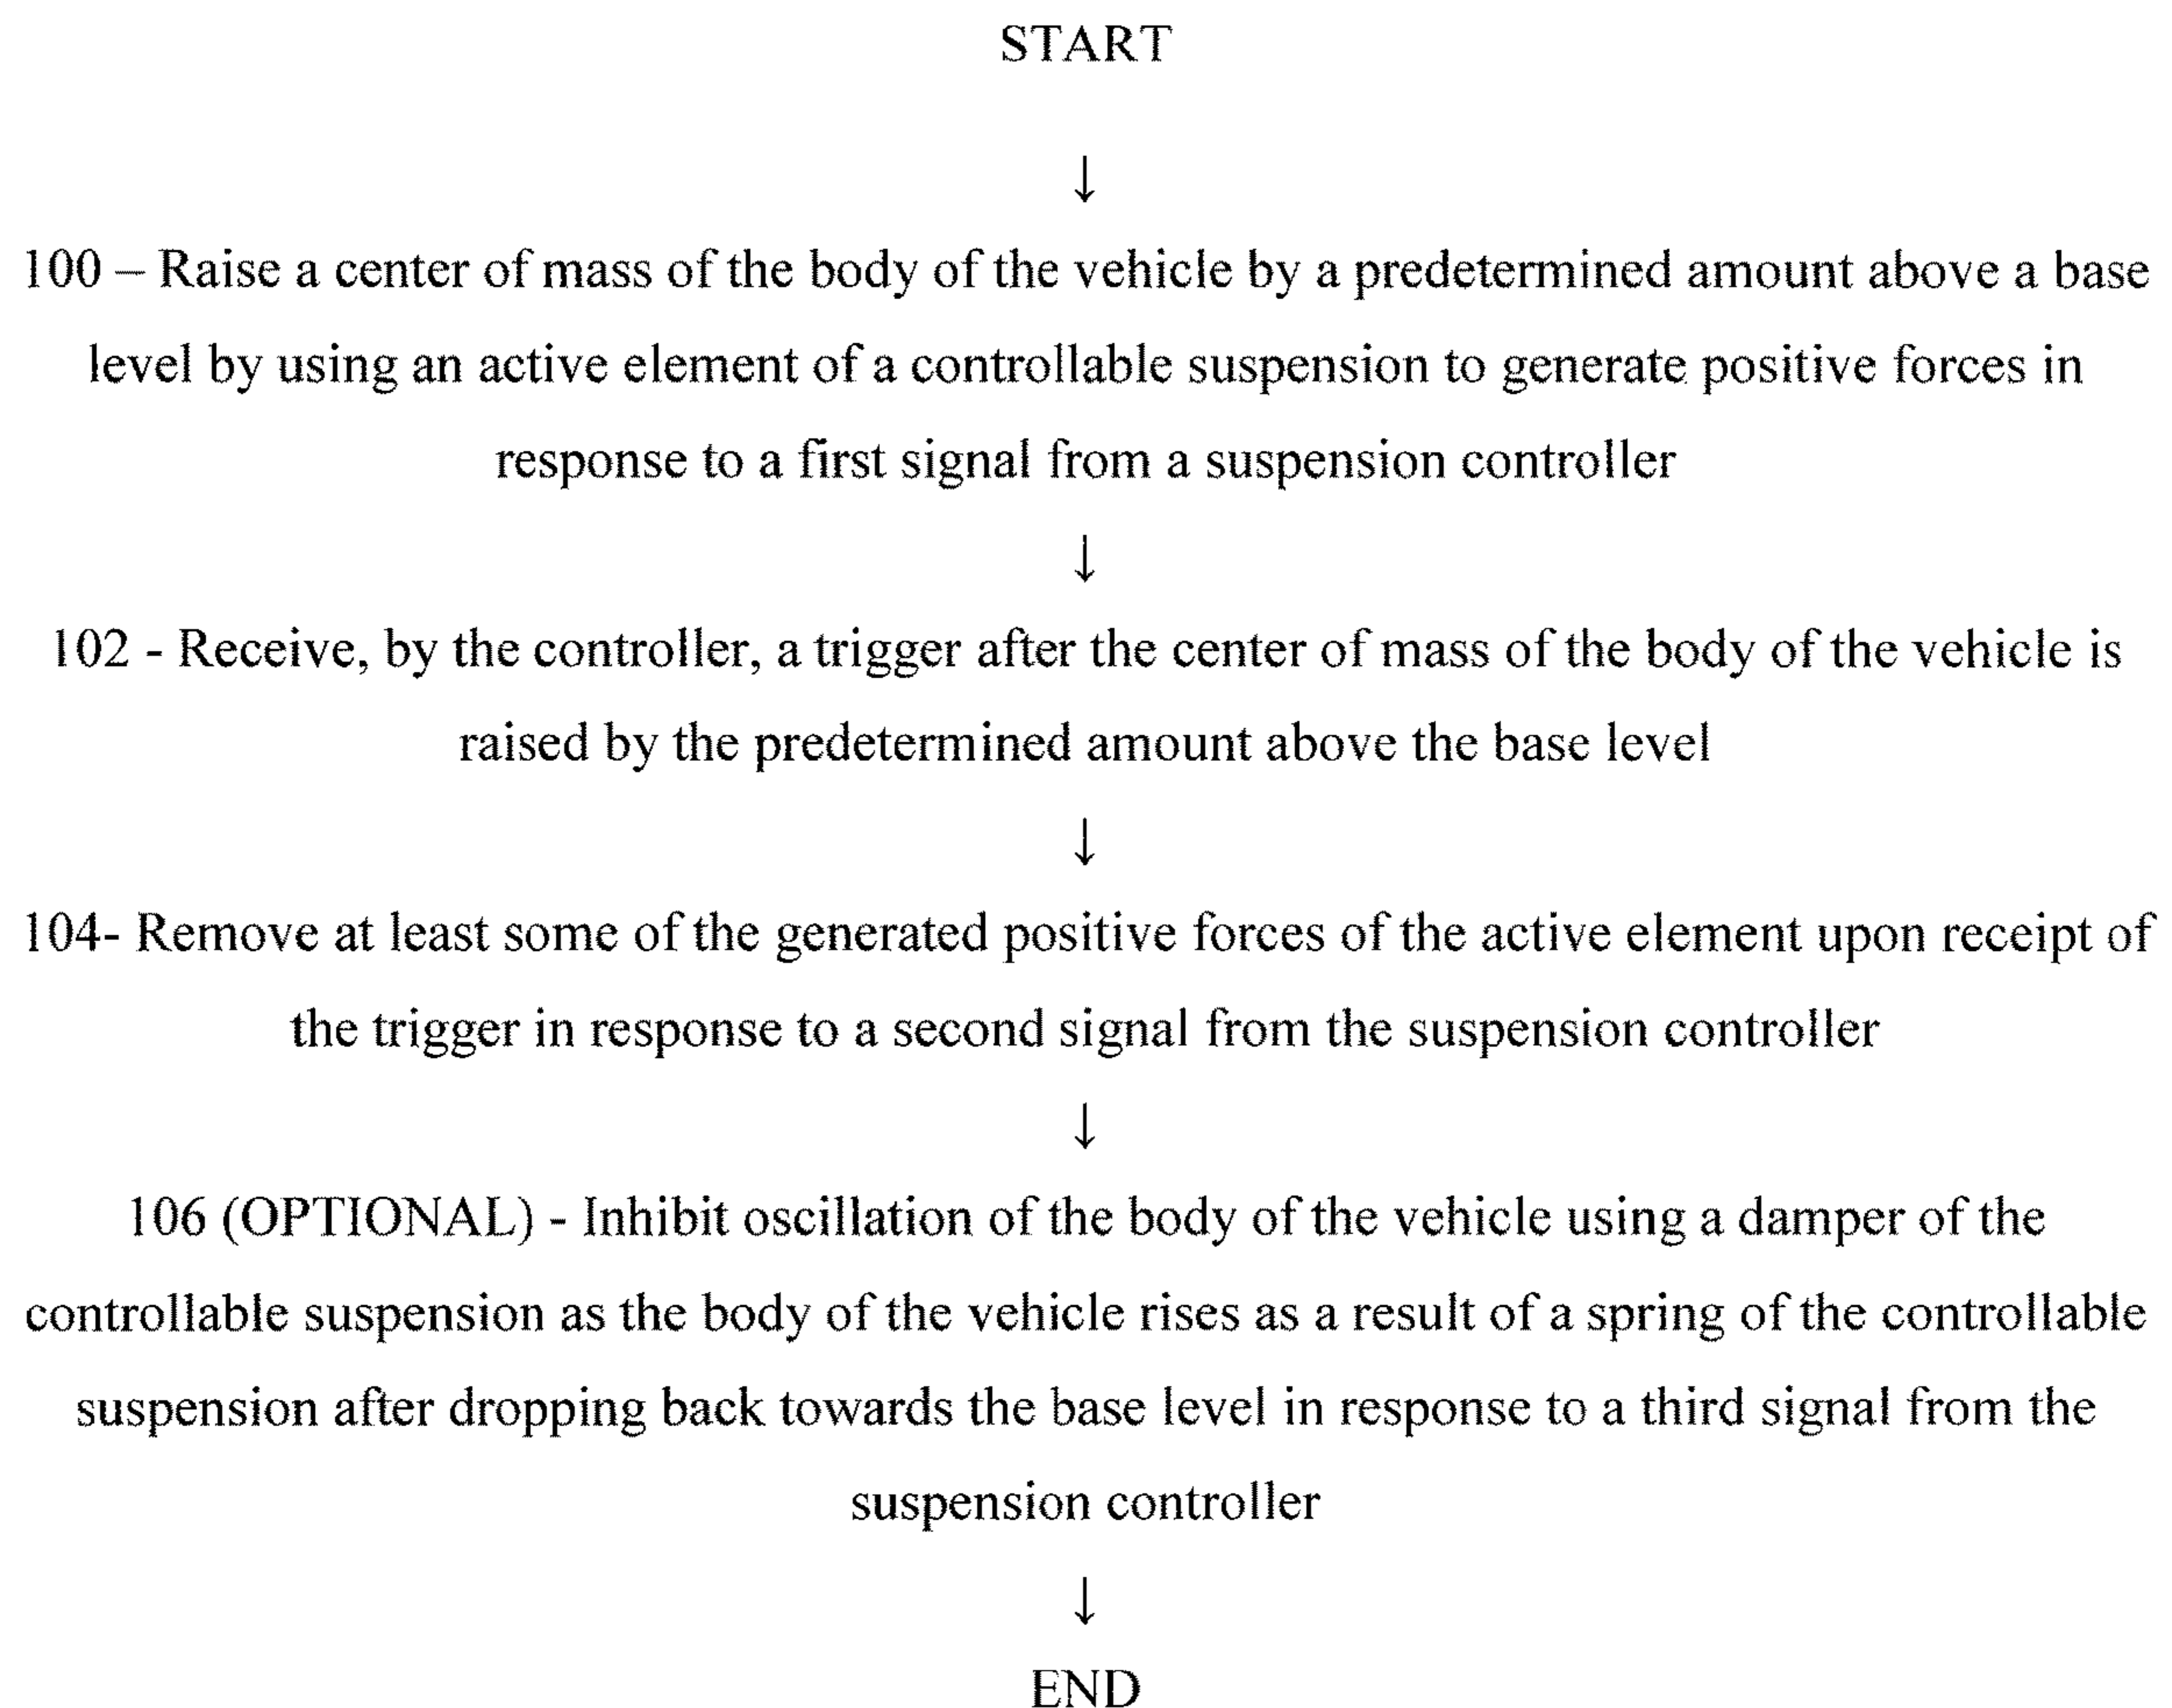 START
↓
100 – Raise a center of mass of the body of the vehicle by a predetermined amount above a base
level by using an active element of a controllable suspension to generate positive forces in
response to a first signal from a suspension controller
↓
102 - Receive, by the controller, a trigger after the center of mass of the body of the vehicle is
raised by the predetermined amount above the base level
↓
104- Remove at least some of the generated positive forces of the active element upon receipt of
the trigger in response to a second signal from the suspension controller
↓
106 (OPTIONAL) - Inhibit oscillation of the body of the vehicle using a damper of the
controllable suspension as the body of the vehicle rises as a result of a spring of the controllable
suspension after dropping back towards the base level in response to a third signal from the
suspension controller
↓
END